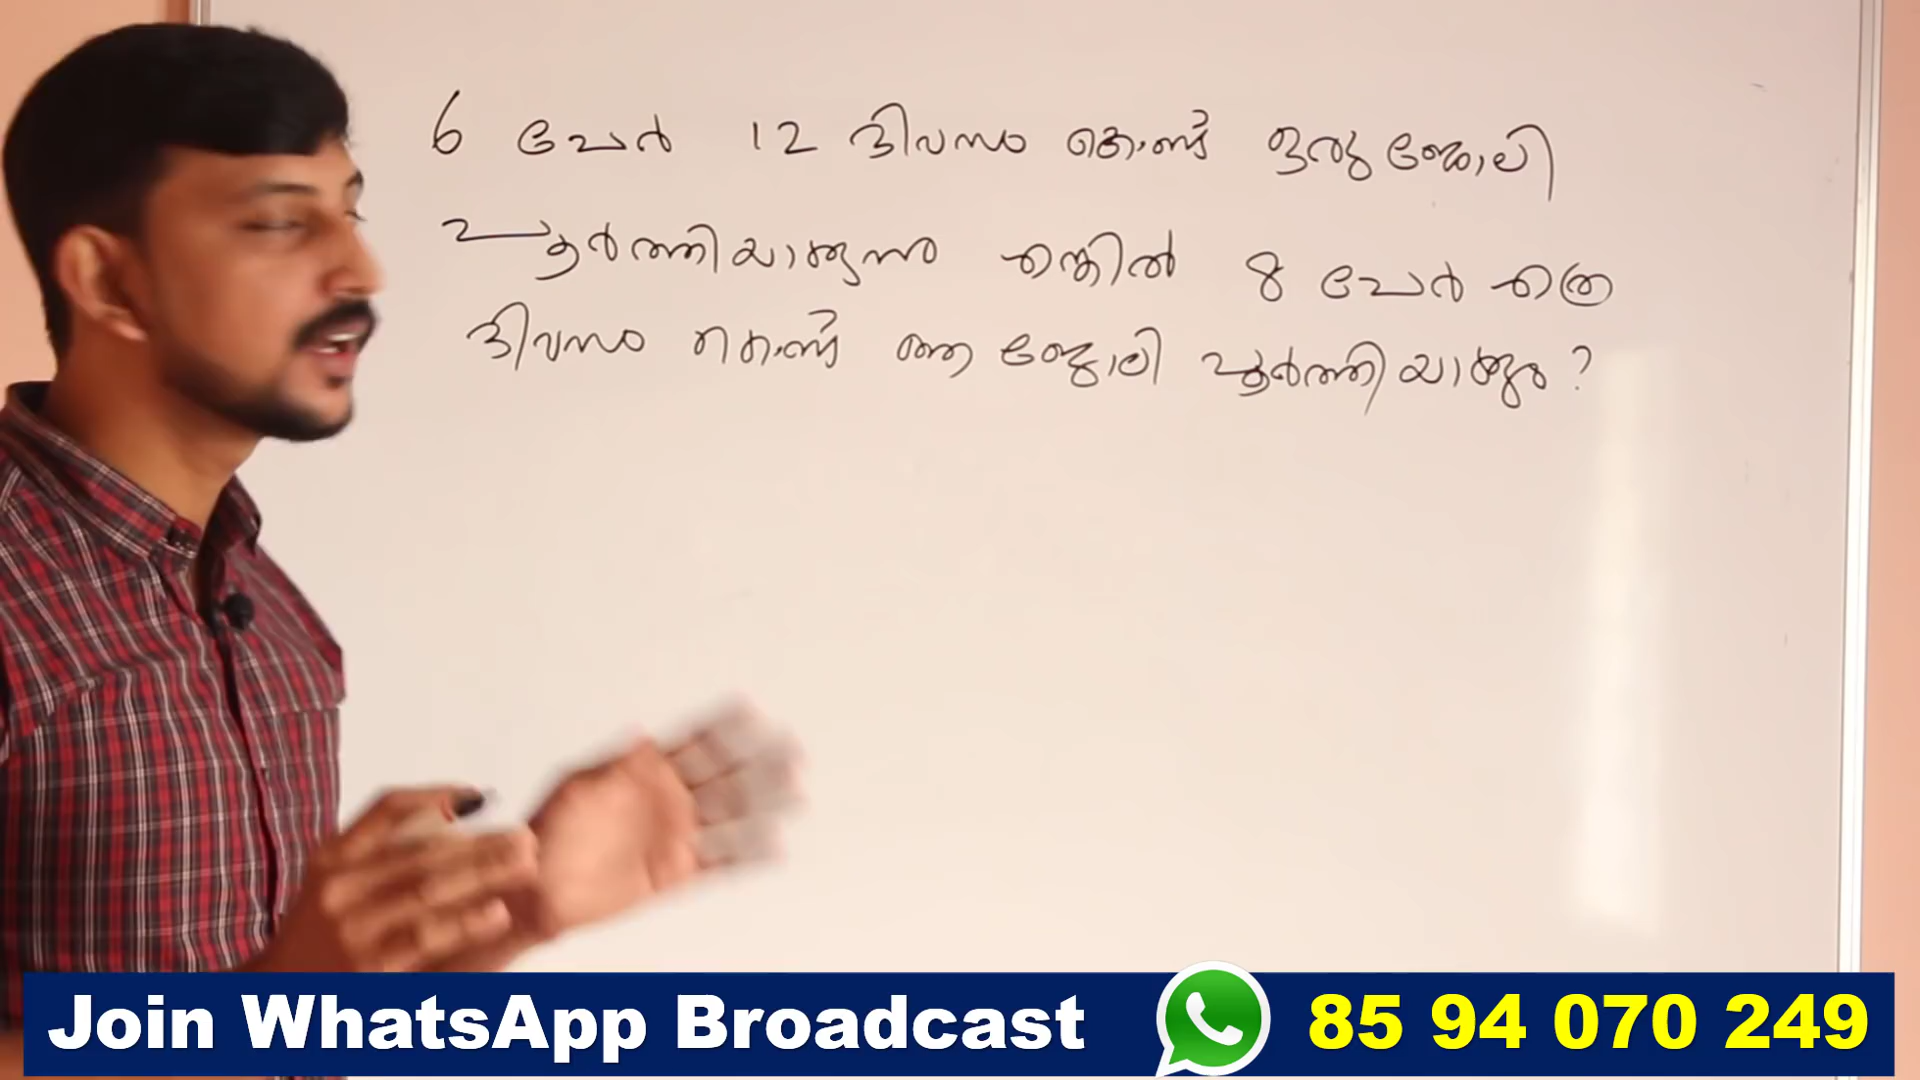 6 പേർ 12 ദിവസം കൊണ്ട് ഒരു ജോലി
പൂർത്തിയാക്കുന്നു എങ്കിൽ 8 പേർ എത്ര
ദിവസം കൊണ്ട് ആ ജോലി പൂർത്തിയാക്കും?
Join WhatsApp Broadcast 85 94 070 249